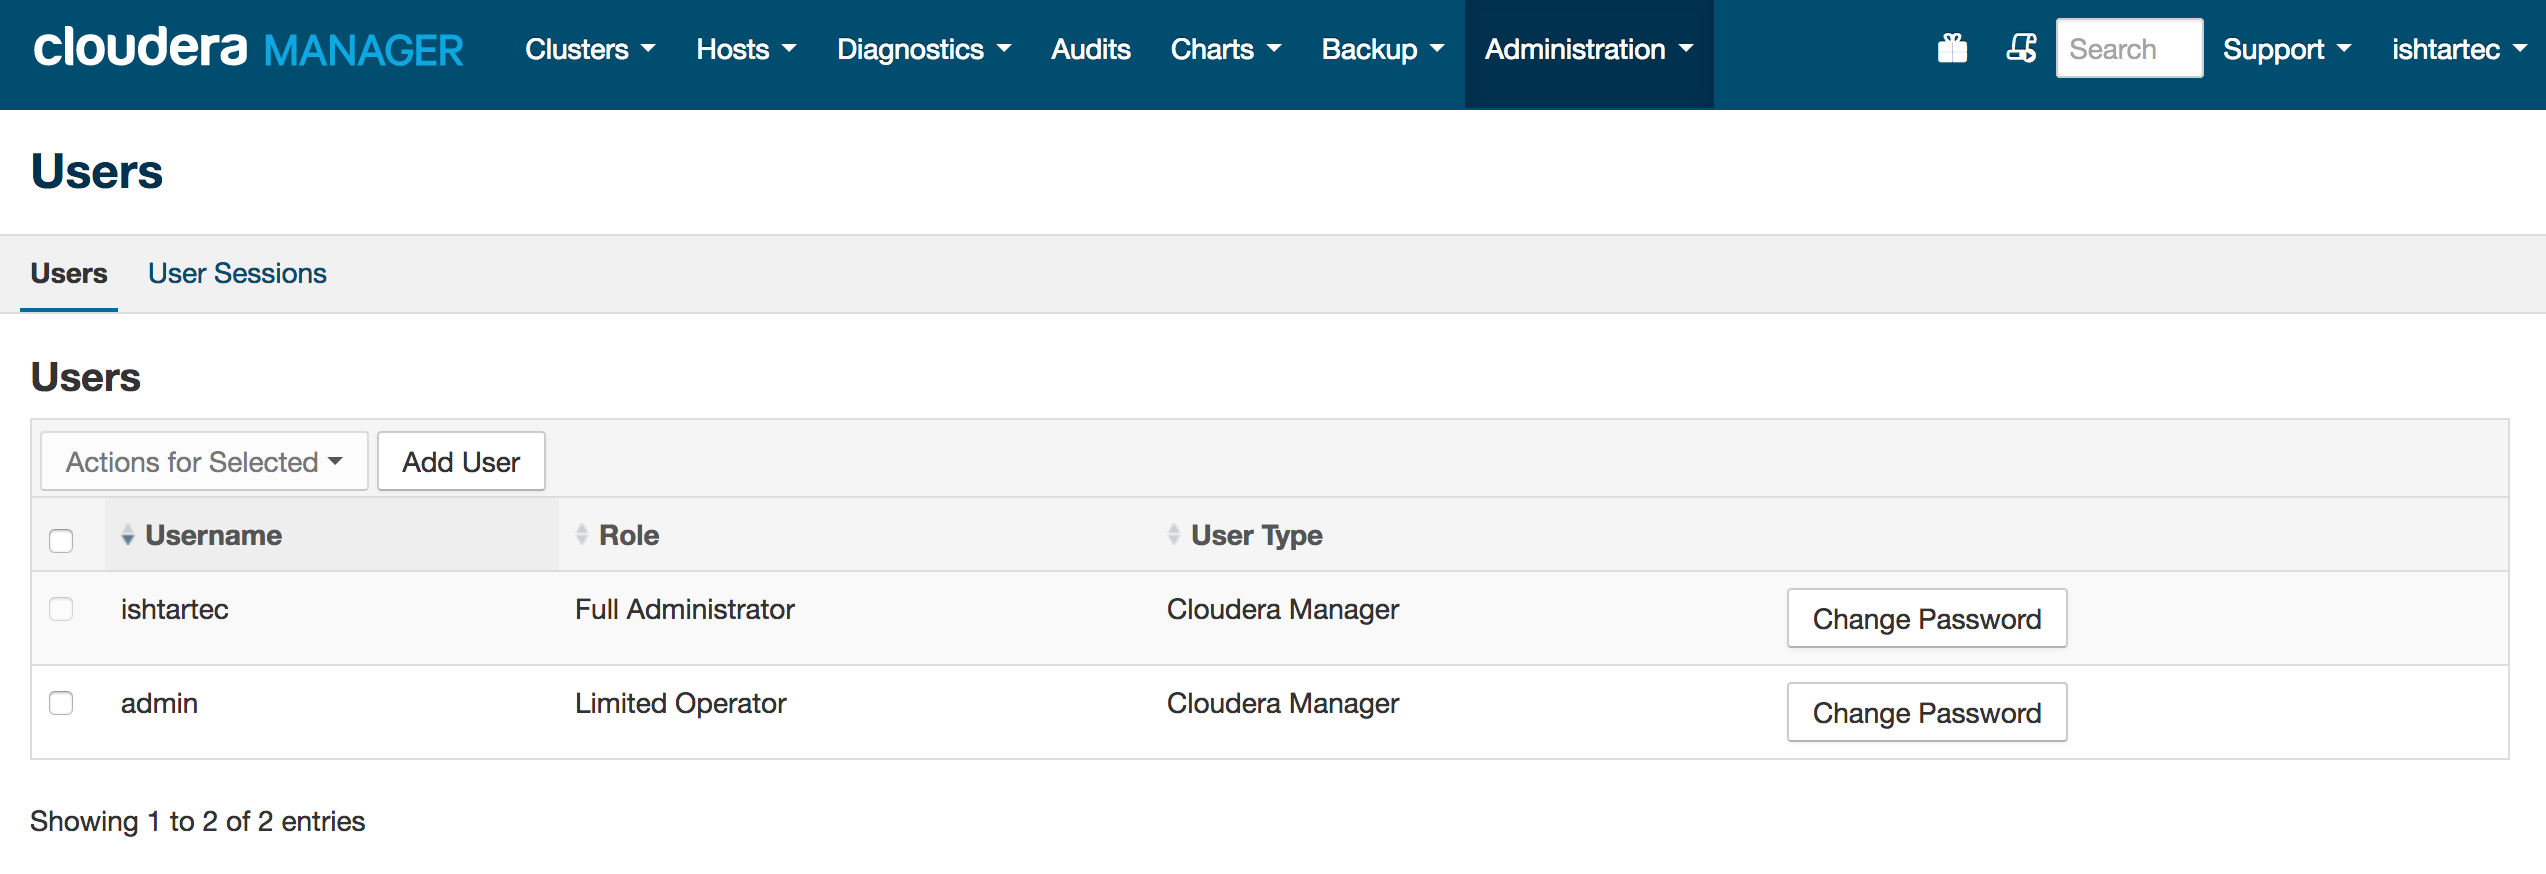 cloudera MANAGER Clusters Hosts Diagnostics Audits Charts Backup Administration Search Support ishtartec
Users
Users User Sessions
Users
Actions for Selected Add User
Username Role User Type
ishtartec Full Administrator Cloudera Manager Change Password
admin Limited Operator Cloudera Manager Change Password
Showing 1 to 2 of 2 entries